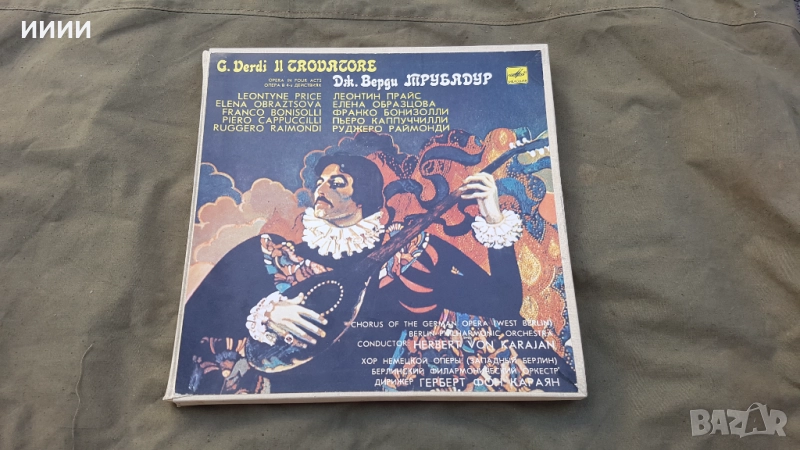 ииии
G. Verdi Il TROVATORE
OPERA IN FOUR ACTS
ОПЕРА В 4-х ДЕЙСТВИЯХ
Дж. Верди ТРУБАДУР
LEONTYNE PRICE ЛЕОНТИН ПРАЙС
ELENA OBRAZTSOVA ЕЛЕНА ОБРАЗЦОВА
FRANCO BONISOLLI ФРАНКО БОНИЗОЛЛИ
PIERO CAPPUCCILLI ПЬЕРО КАППУЧЧИЛЛИ
RUGGERO RAIMONDI РУДЖЕРО РАЙМОНДИ
CHORUS OF THE GERMAN OPERA (WEST BERLIN)
BERLIN PHILHARMONIC ORCHESTRA
CONDUCTOR HERBERT VON KARAJAN
ХОР НЕМЕЦКОЙ ОПЕРЫ (ЗАПАДНЫЙ БЕРЛИН)
БЕРЛИНСКИЙ ФИЛАРМОНИЧЕСКИЙ ОРКЕСТР
ДИРИЖЕР ГЕРБЕРТ ФОН КАРАЯН
BAZAR